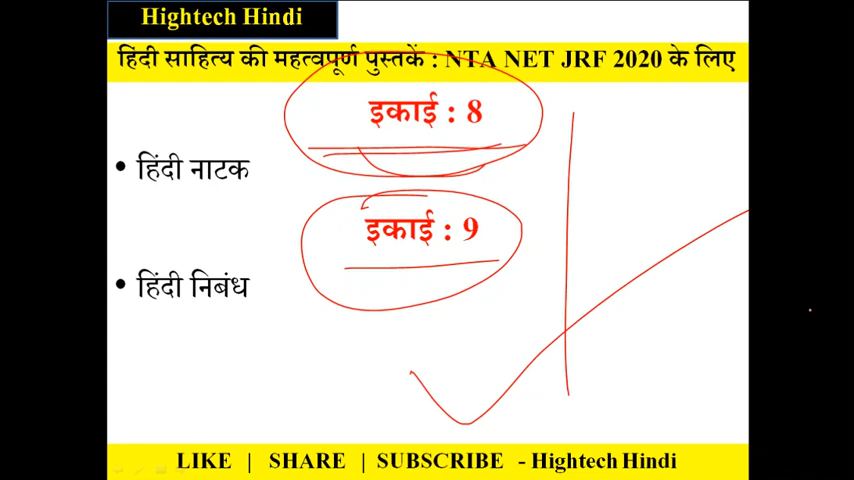 Hightech Hindi
हिंदी साहित्य की महत्वपूर्ण पुस्तकें : NTA NET JRF 2020 के लिए
इकाई : 8
• हिंदी नाटक
इकाई : 9
• हिंदी निबंध
LIKE | SHARE | SUBSCRIBE - Hightech Hindi